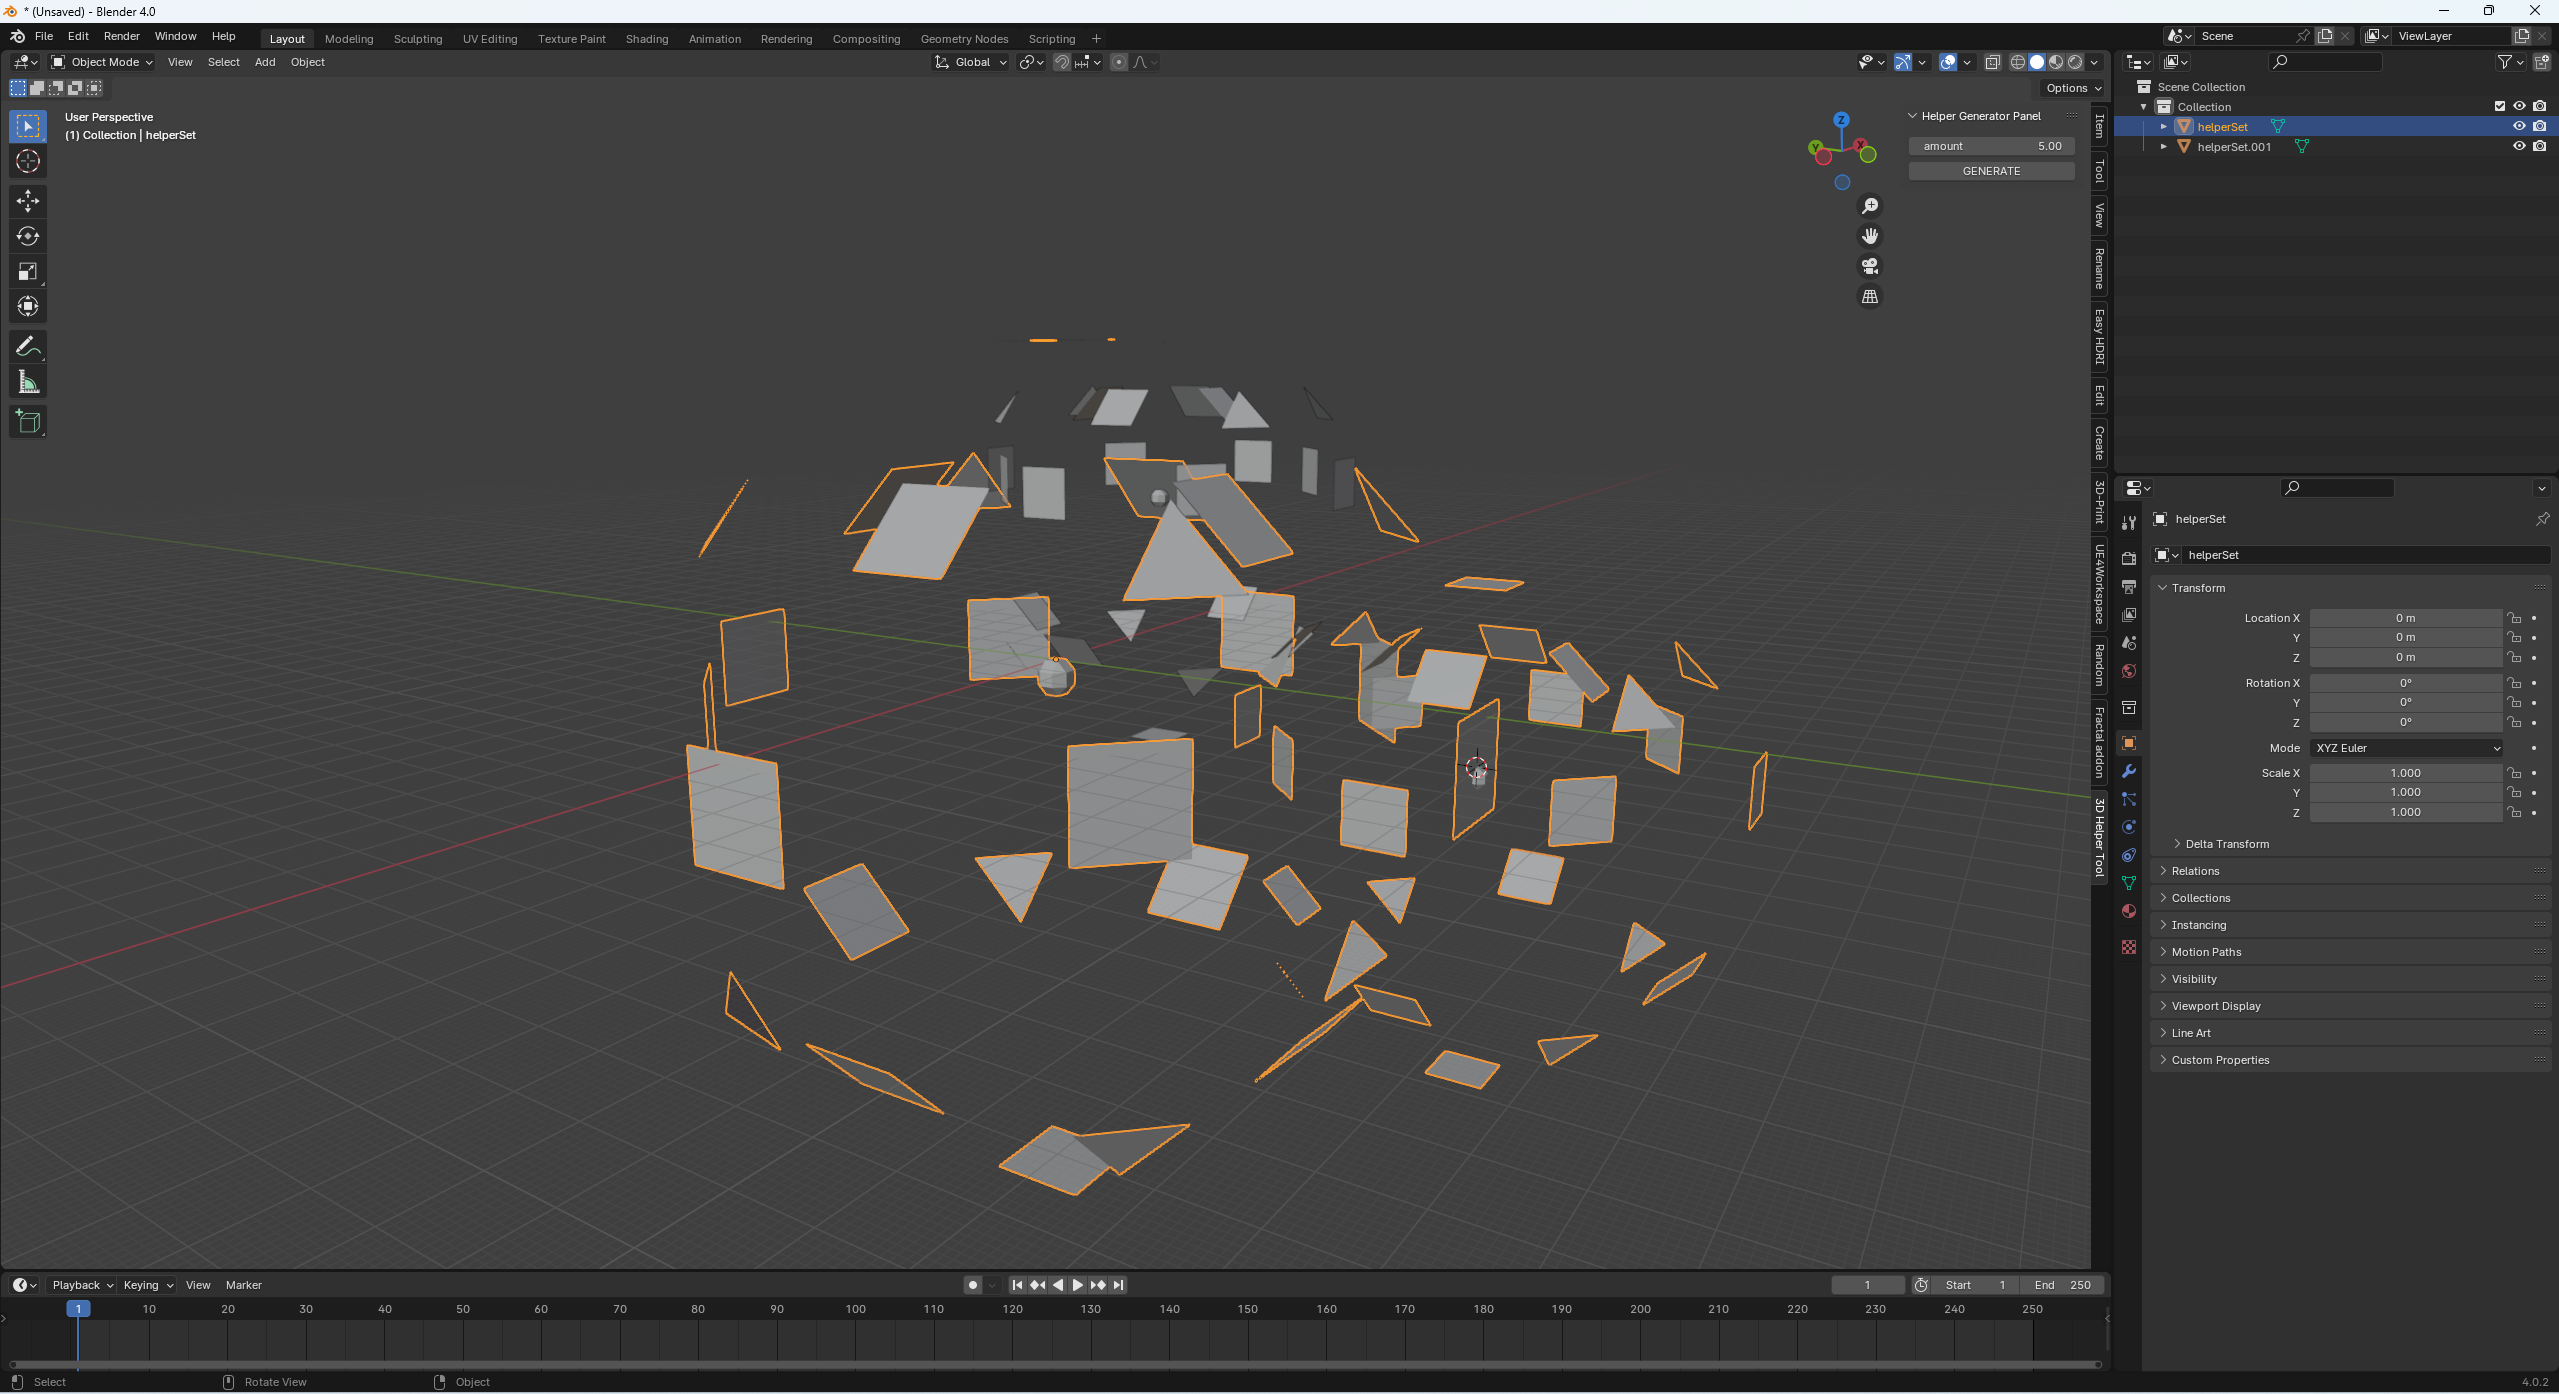 * (Unsaved) - Blender 4.0
File Edit Render Window Help
Layout Modeling Sculpting UV Editing Texture Paint Shading Animation Rendering Compositing Geometry Nodes Scripting +
Scene
ViewLayer
Object Mode View Select Add Object
Global
Options
User Perspective
(1) Collection | helperSet
Z
Y
X
Helper Generator Panel
amount 5.00
GENERATE
Item
Tool
View
Rename
Easy HDRI
Edit
Create
3D-Print
UE4Workspace
Random
Fractal addon
3D Helper Tool
Scene Collection
Collection
helperSet
helperSet.001
helperSet
helperSet
Transform
Location X 0 m
Y 0 m
Z 0 m
Rotation X 0°
Y 0°
Z 0°
Mode XYZ Euler
Scale X 1.000
Y 1.000
Z 1.000
Delta Transform
Relations
Collections
Instancing
Motion Paths
Visibility
Viewport Display
Line Art
Custom Properties
Playback Keying View Marker
1 Start 1 End 250
1 10 20 30 40 50 60 70 80 90 100 110 120 130 140 150 160 170 180 190 200 210 220 230 240 250
Select Rotate View Object
4.0.2